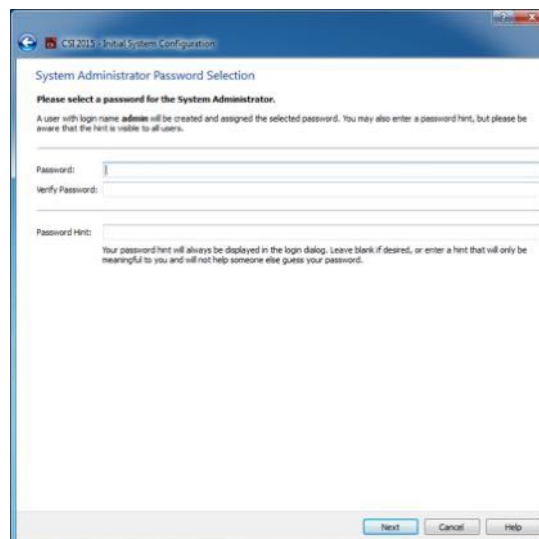 CSI 2015 - Initial System Configuration
System Administrator Password Selection
Please select a password for the System Administrator.
A user with login name admin will be created and assigned the selected password. You may also enter a password hint, but please be
aware that the hint is visible to all users.
Password:
Verify Password:
Password Hint:
Your password hint will always be displayed in the login dialog. Leave blank if desired, or enter a hint that will only be
meaningful to you and will not help someone else guess your password.
Next Cancel Help